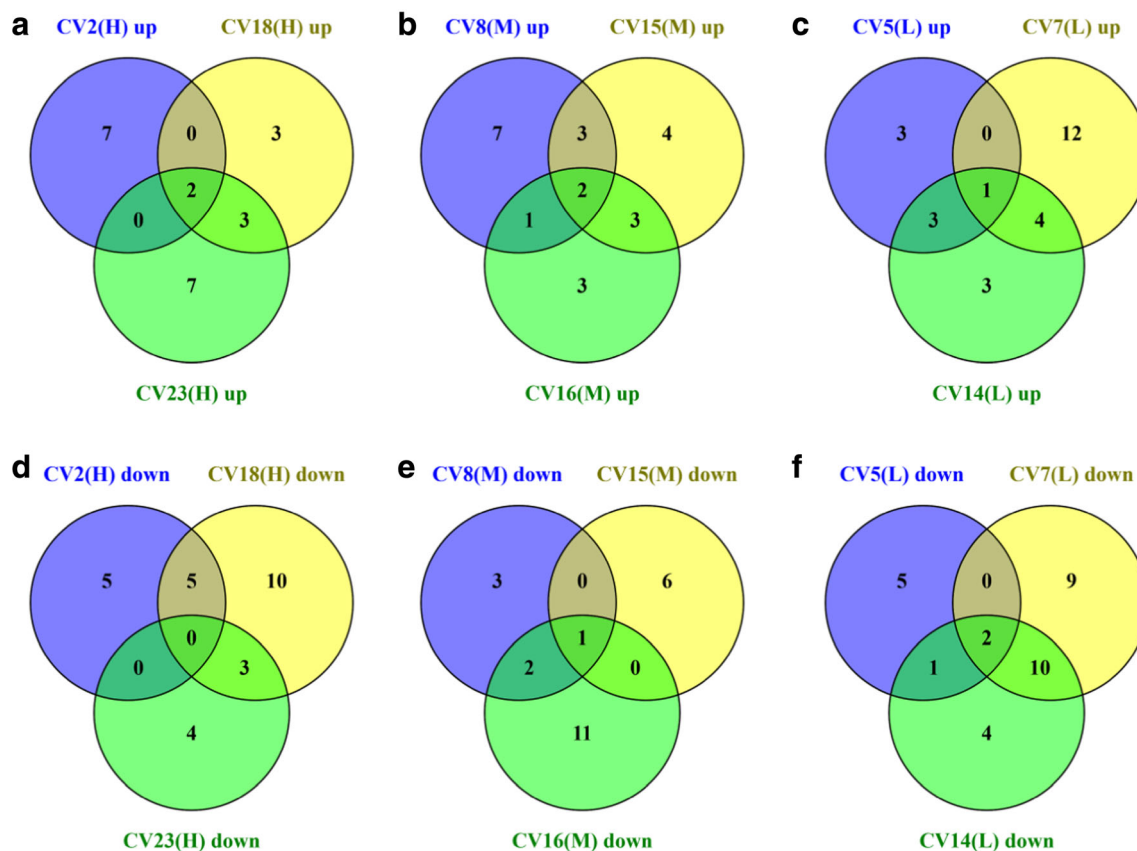 a
CV2(H) up CV18(H) up
7 0 3
2
0 3
7
CV23(H) up
b
CV8(M) up CV15(M) up
7 3 4
2
1 3
3
CV16(M) up
c
CV5(L) up CV7(L) up
3 0 12
1
3 4
3
CV14(L) up
d
CV2(H) down CV18(H) down
5 5 10
0
0 3
4
CV23(H) down
e
CV8(M) down CV15(M) down
3 0 6
1
2 0
11
CV16(M) down
f
CV5(L) down CV7(L) down
5 0 9
2
1 10
4
CV14(L) down